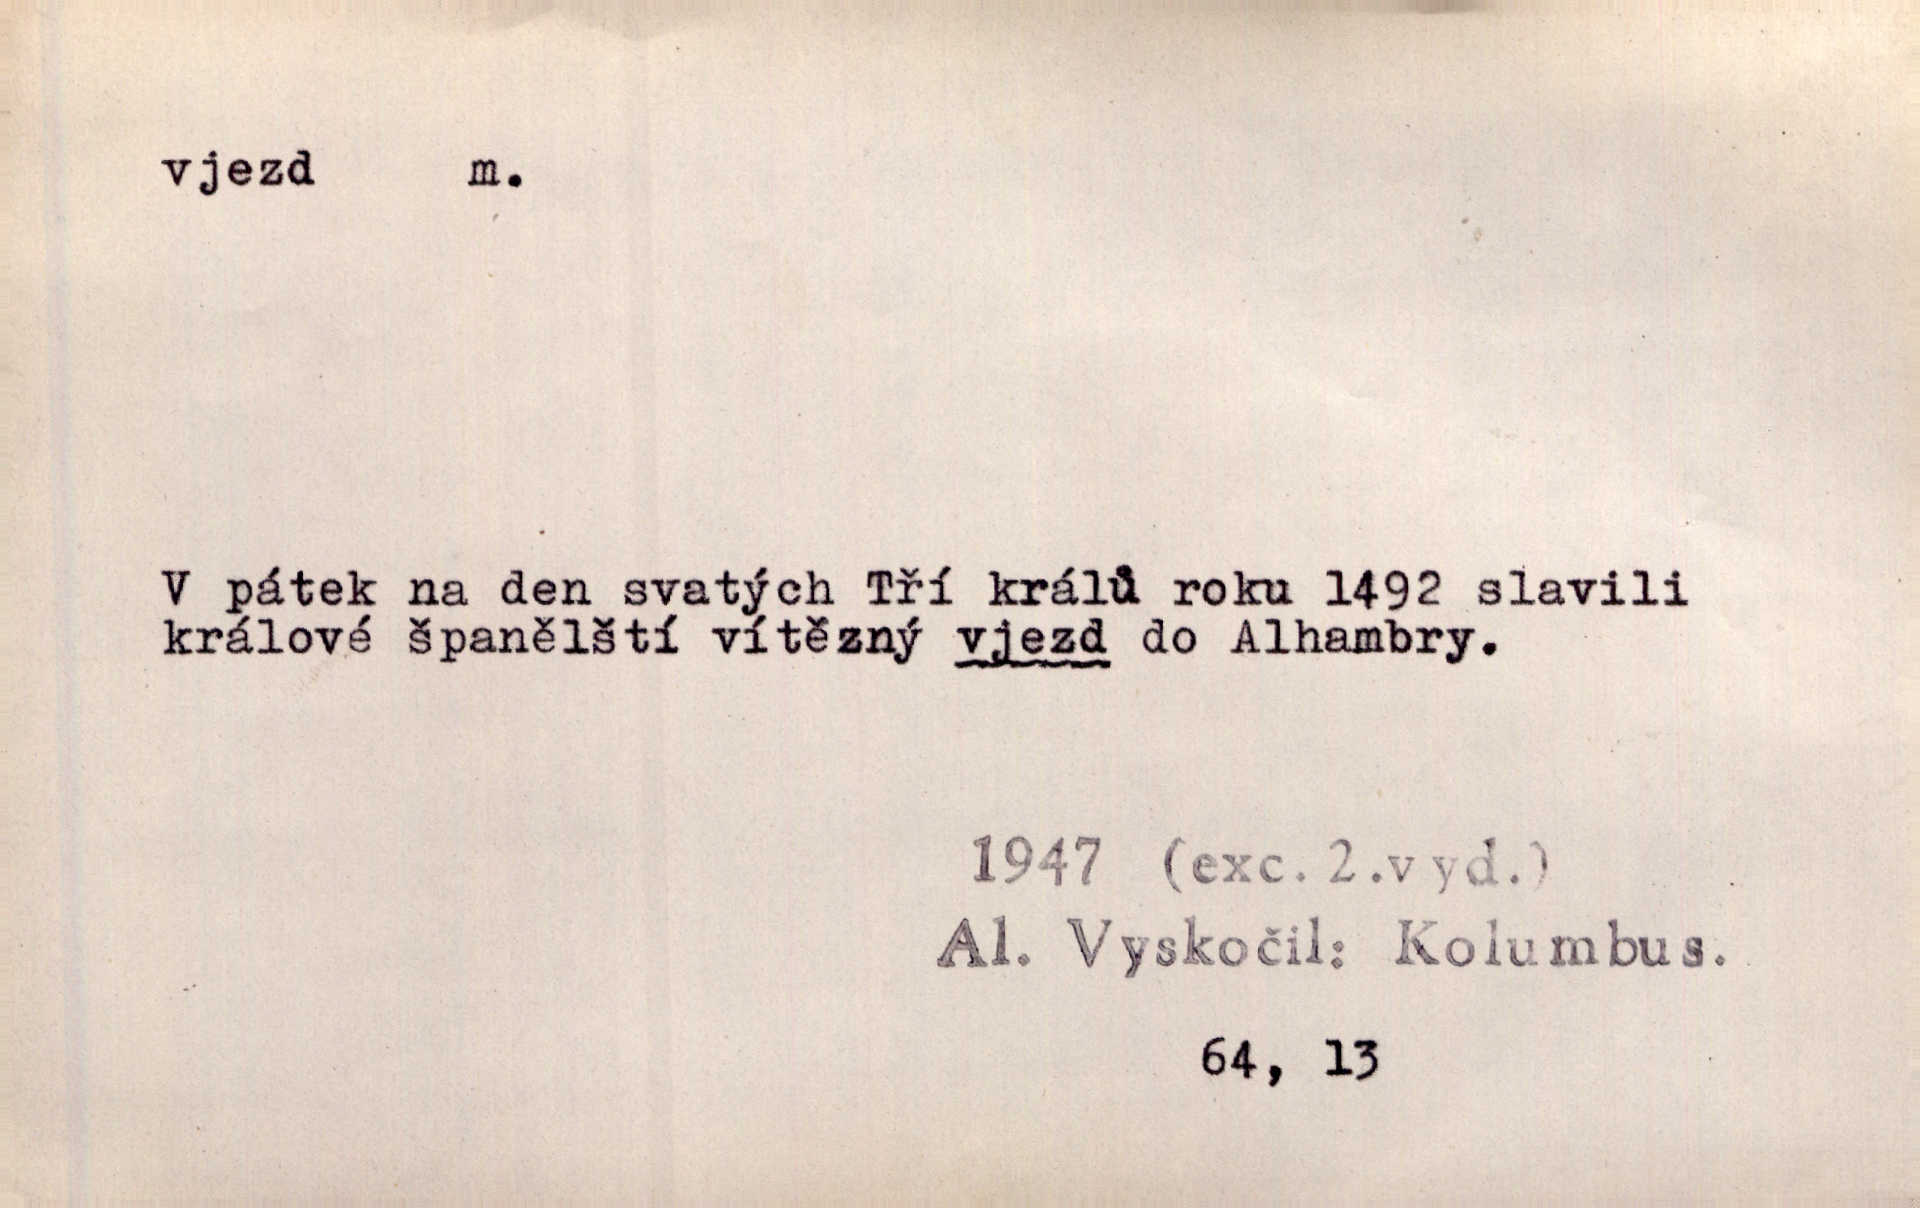 vjezd m.
V pátek na den svatých Tří králů roku 1492 slavili
králové španělští vítězný vjezd do Alhambry.
1947 (exc. 2.vyd.)
Al. Vyskočil: Kolumbus.
64, 13